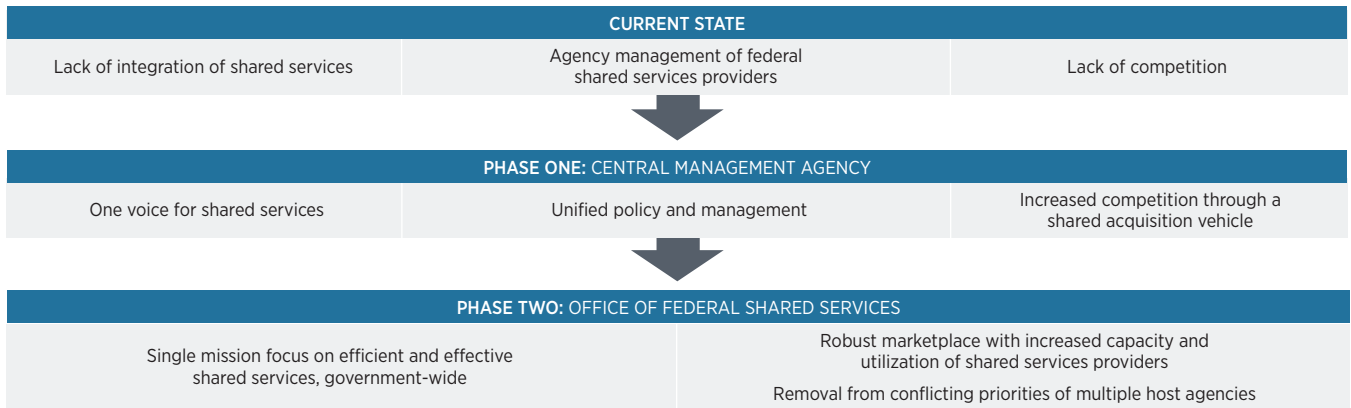 CURRENT STATE
Lack of integration of shared services
Agency management of federal
shared services providers
Lack of competition
PHASE ONE: CENTRAL MANAGEMENT AGENCY
One voice for shared services
Unified policy and management
Increased competition through a
shared acquisition vehicle
PHASE TWO: OFFICE OF FEDERAL SHARED SERVICES
Single mission focus on efficient and effective
shared services, government-wide
Robust marketplace with increased capacity and
utilization of shared services providers
Removal from conflicting priorities of multiple host agencies